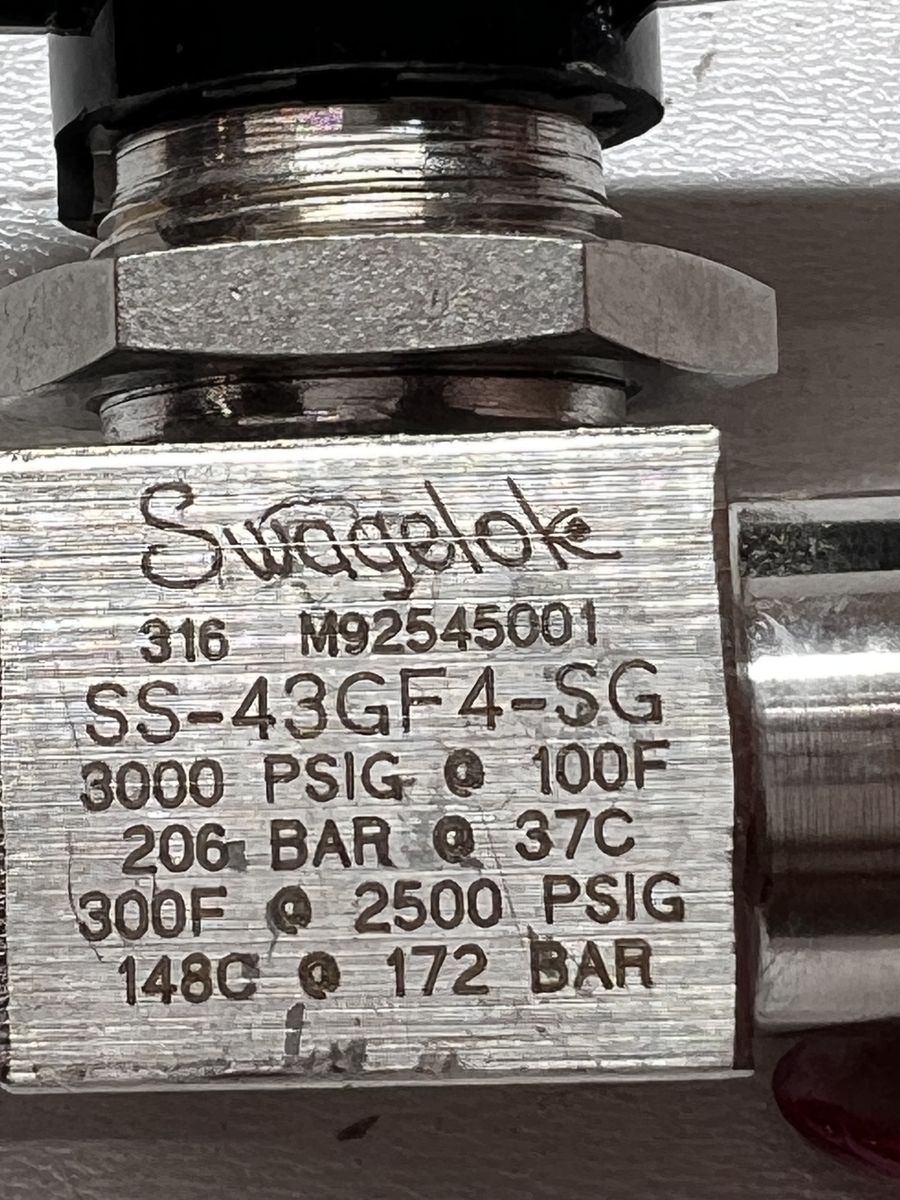 Swagelok
316 M92545001
SS-43GF4-SG
3000 PSIG @ 100F
206 BAR @ 37C
300F @ 2500 PSIG
148C @ 172 BAR